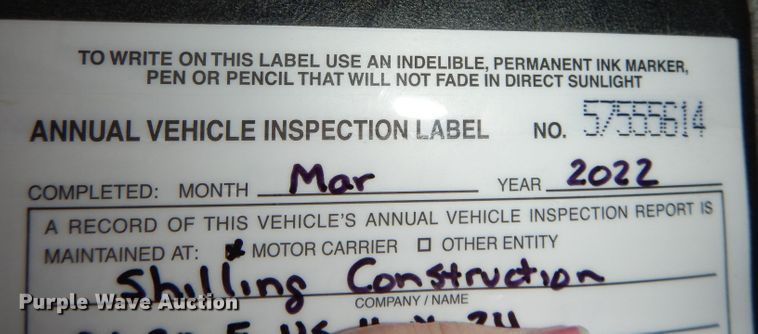 TO WRITE ON THIS LABEL USE AN INDELIBLE, PERMANENT INK MARKER,
PEN OR PENCIL THAT WILL NOT FADE IN DIRECT SUNLIGHT
ANNUAL VEHICLE INSPECTION LABEL NO. 57555614
COMPLETED: MONTH Mar YEAR 2022
A RECORD OF THIS VEHICLE'S ANNUAL VEHICLE INSPECTION REPORT IS
MAINTAINED AT: MOTOR CARRIER OTHER ENTITY
Shilling Construction
COMPANY / NAME
Purple Wave Auction